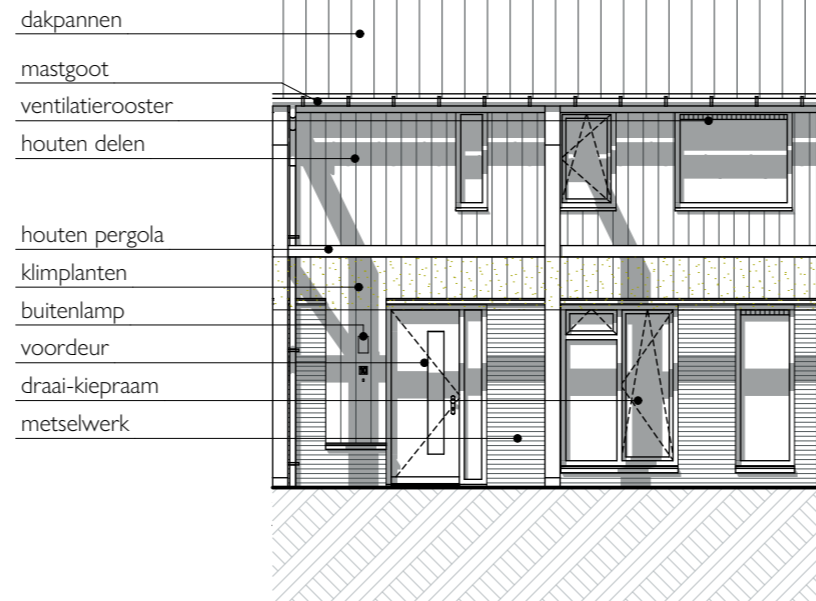 dakpannen
mastgoot
ventilatierooster
houten delen
houten pergola
klimplanten
buitenlamp
voordeur
draai-kiepraam
metselwerk